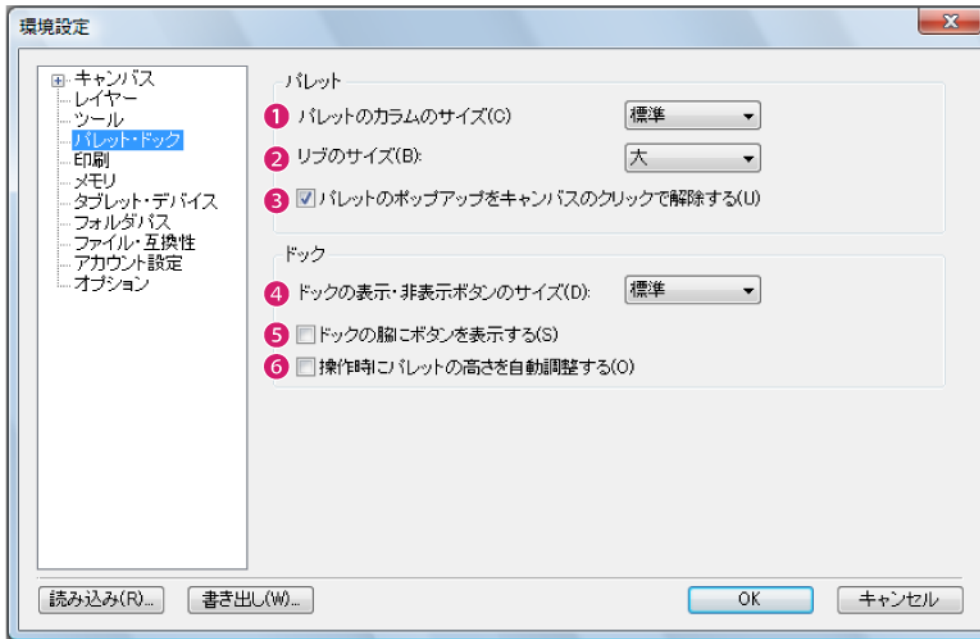 環境設定
キャンバス
レイヤー
ツール
パレット・ドック
印刷
メモリ
タブレット・デバイス
フォルダパス
ファイル・互換性
アカウント設定
オプション
パレット
1 パレットのカラムのサイズ(C) 標準
2 リブのサイズ(B): 大
3 パレットのポップアップをキャンバスのクリックで解除する(U)
ドック
4 ドックの表示・非表示ボタンのサイズ(D): 標準
5 ドックの脇にボタンを表示する(S)
6 操作時にパレットの高さを自動調整する(O)
読み込み(R)... 書き出し(W)... OK キャンセル